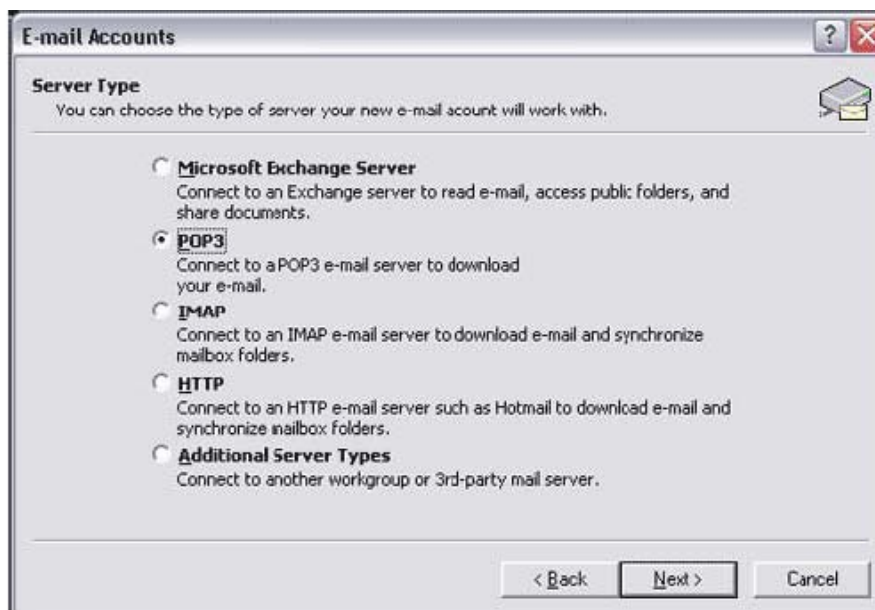 E-mail Accounts
Server Type
You can choose the type of server your new e-mail acount will work with.
Microsoft Exchange Server
Connect to an Exchange server to read e-mail, access public folders, and
share documents.
POP3
Connect to a POP3 e-mail server to download
your e-mail.
IMAP
Connect to an IMAP e-mail server to download e-mail and synchronize
mailbox folders.
HTTP
Connect to an HTTP e-mail server such as Hotmail to download e-mail and
synchronize mailbox folders.
Additional Server Types
Connect to another workgroup or 3rd-party mail server.
< Back Next > Cancel